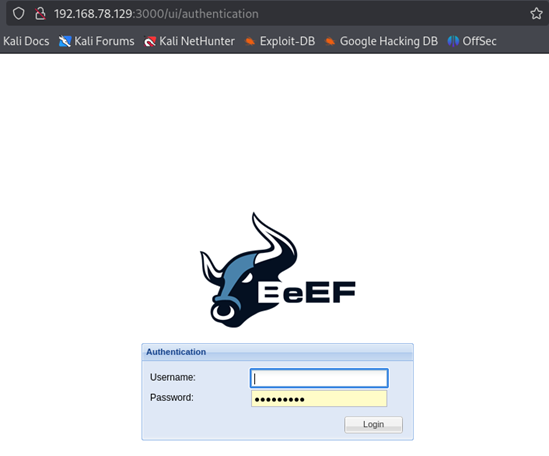 192.168.78.129:3000/ui/authentication
Kali Docs Kali Forums Kali NetHunter Exploit-DB Google Hacking DB OffSec
BeEF
Authentication
Username:
Password: •••••••••
Login